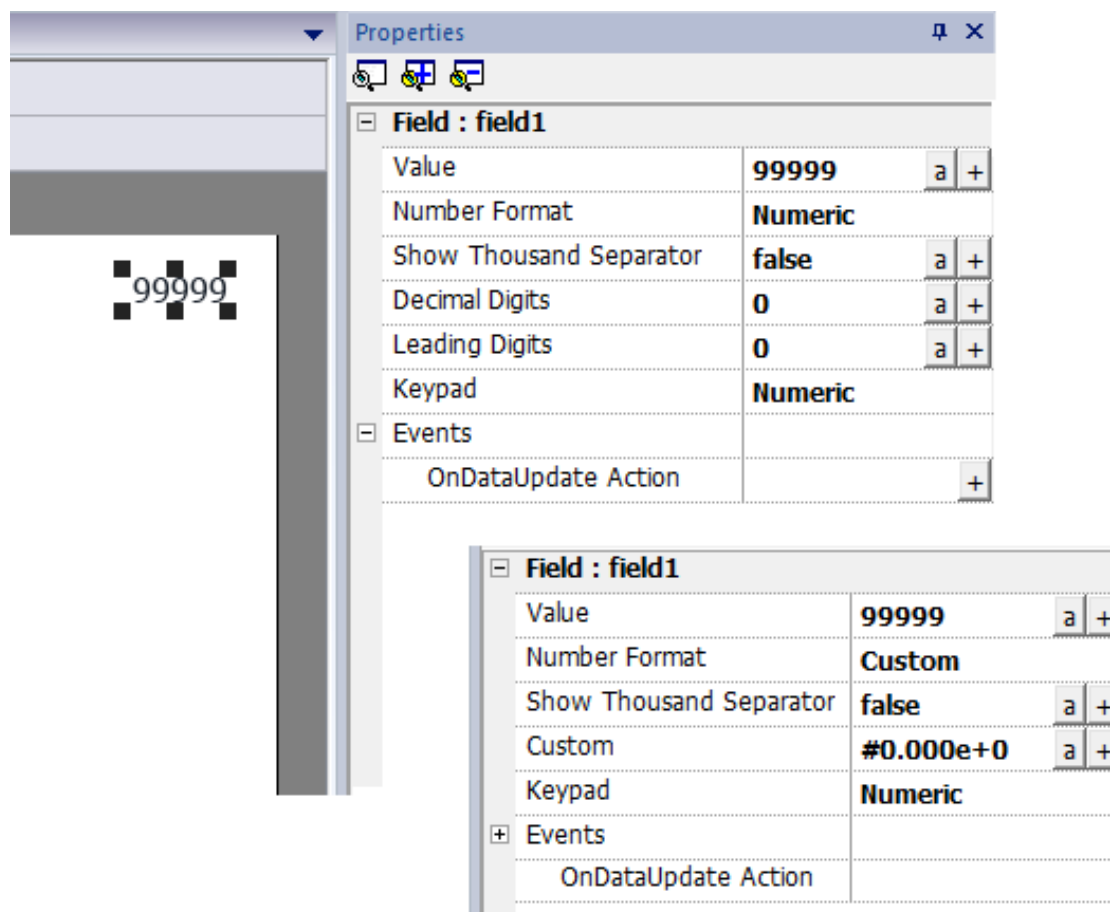 Properties
Field : field1
Value 99999 a +
Number Format Numeric
Show Thousand Separator false a +
99999
Decimal Digits 0 a +
Leading Digits 0 a +
Keypad Numeric
Events
OnDataUpdate Action +
Field : field1
Value 99999 a +
Number Format Custom
Show Thousand Separator false a +
Custom #0.000e+0 a +
Keypad Numeric
Events
OnDataUpdate Action